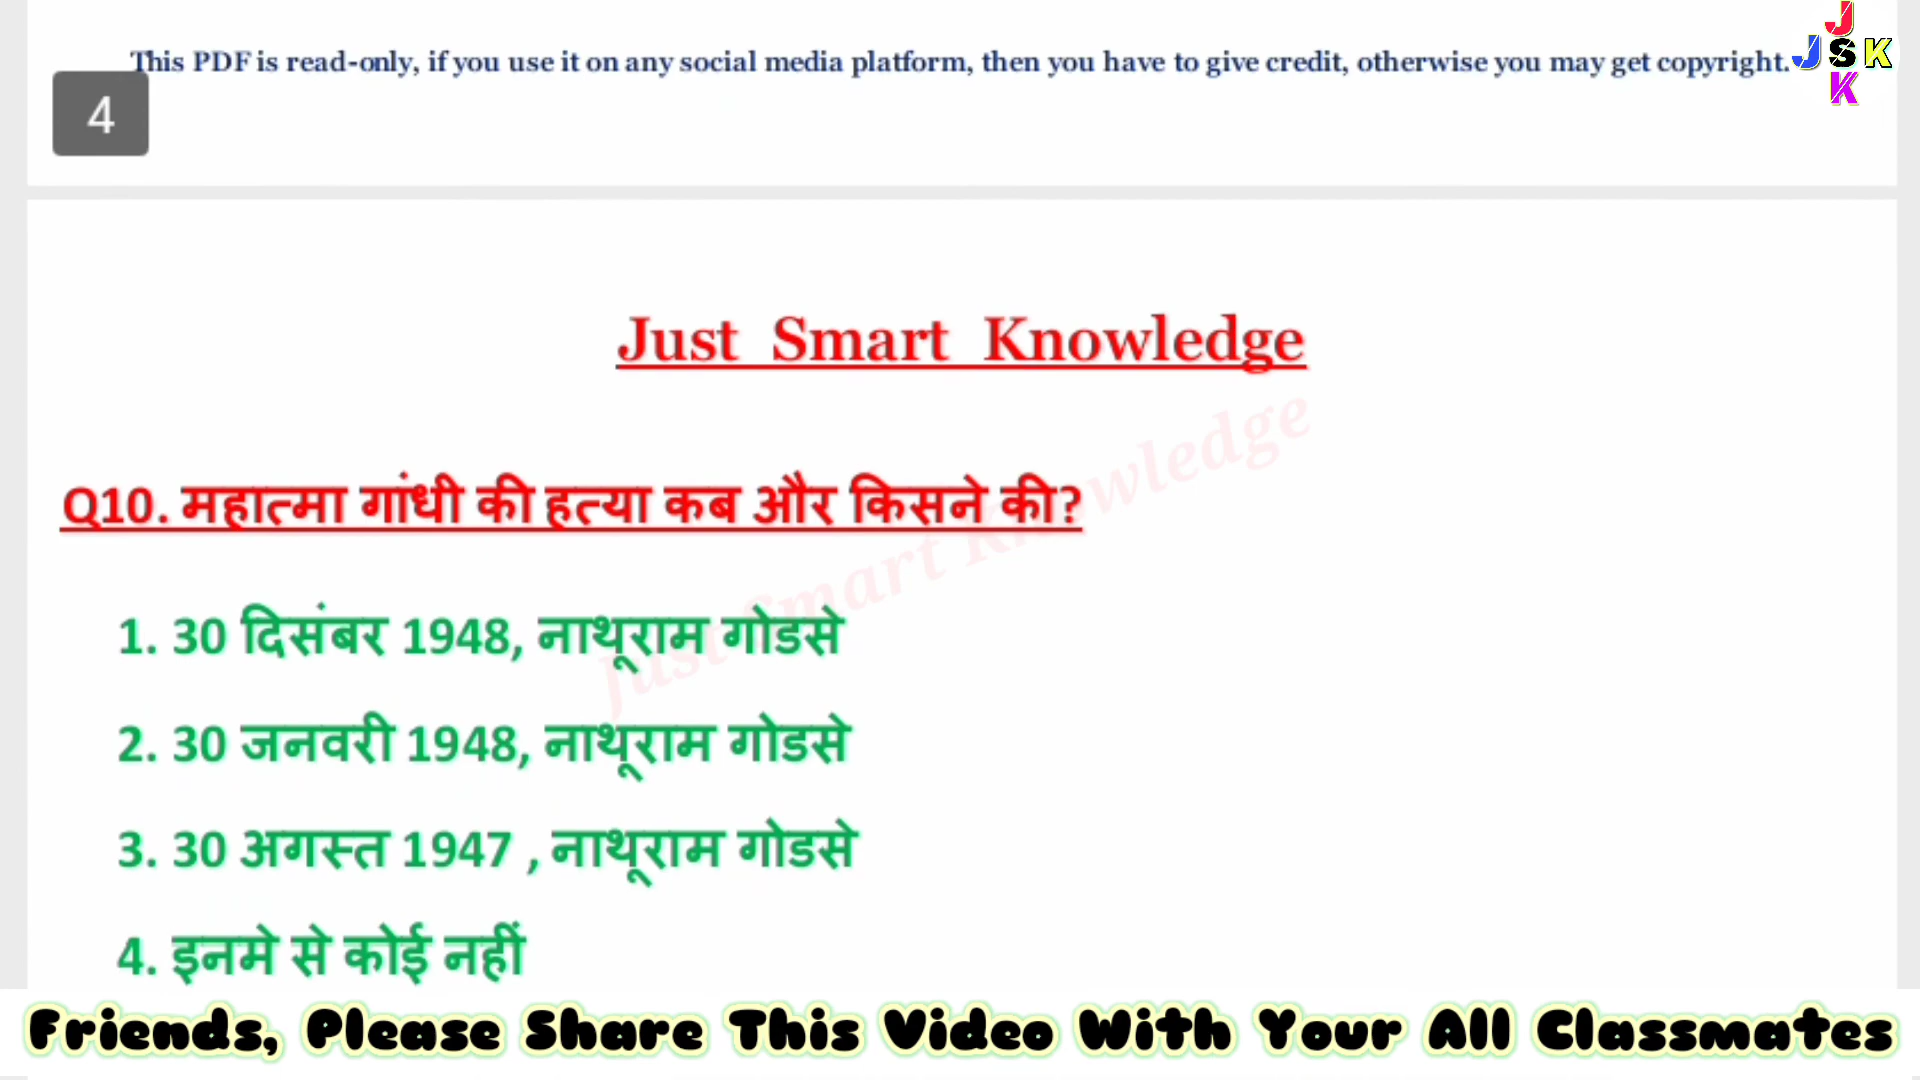 This PDF is read-only, if you use it on any social media platform, then you have to give credit, otherwise you may get copyright.
J
J S K
K
4
Just Smart Knowledge
Just Smart Knowledge
Q10. महात्मा गांधी की हत्या कब और किसने की?
1. 30 दिसंबर 1948, नाथूराम गोडसे
2. 30 जनवरी 1948, नाथूराम गोडसे
3. 30 अगस्त 1947 , नाथूराम गोडसे
4. इनमे से कोई नहीं
Friends, Please Share This Video With Your All Classmates